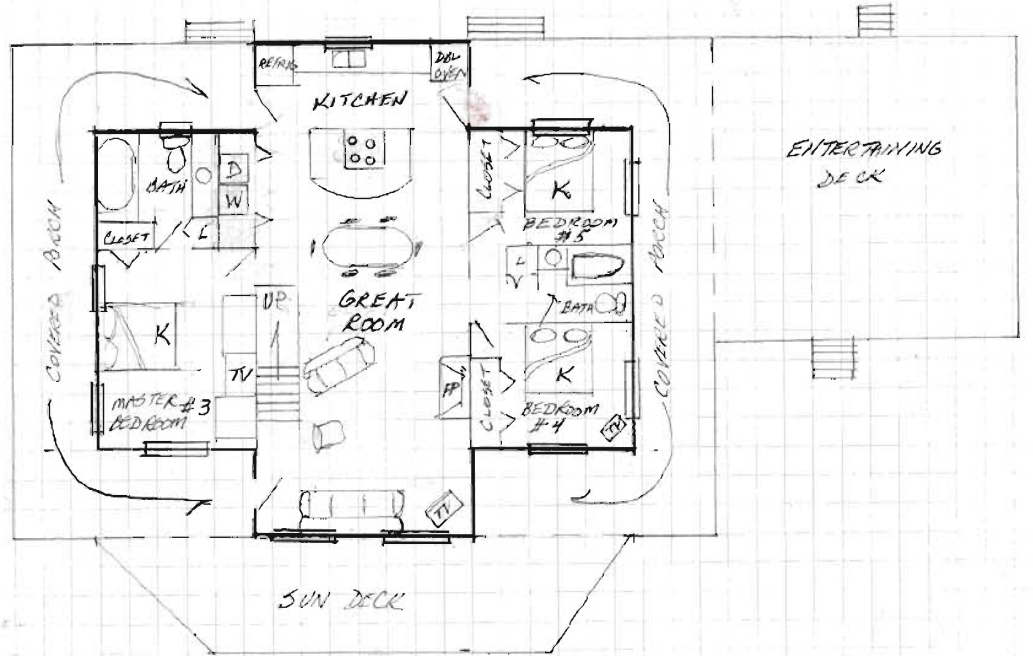 REFRIG
DBL
OVEN
KITCHEN
ENTERTAINING
DECK
D
W
BATH
L
CLOSET
CLOSET
K
BEDROOM
#5
COVERED PORCH
COVERED PORCH
UP
GREAT
ROOM
L
BATH
K
TV
FP
K
CLOSET
MASTER #3
BEDROOM
BEDROOM
#4
TV
TV
SUN DECK